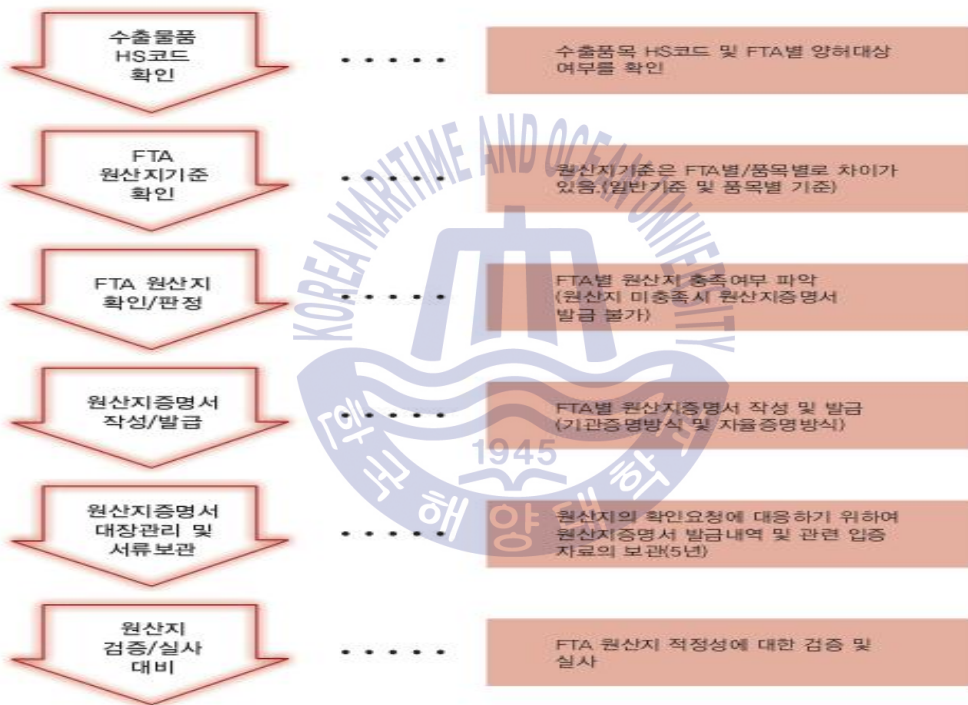 수출물품
HS코드
확인
수출품목 HS코드 및 FTA별 양허대상
여부를 확인
FTA
원산지기준
확인
원산지기준은 FTA별/품목별로 차이가
있음.(일반기준 및 품목별 기준)
FTA 원산지
확인/판정
FTA별 원산지 충족여부 파악
(원산지 미충족시 원산지증명서
발급 불가)
원산지증명서
작성/발급
FTA별 원산지증명서 작성 및 발급
(기관증명방식 및 자율증명방식)
원산지증명서
대장관리 및
서류보관
원산지의 확인요청에 대응하기 위하여
원산지증명서 발급내역 및 관련 입증
자료의 보관(5년)
원산지
검증/실사
대비
FTA 원산지 적정성에 대한 검증 및
실사
KOREA MARITIME AND OCEAN UNIVERSITY
1945
한국해양대학교